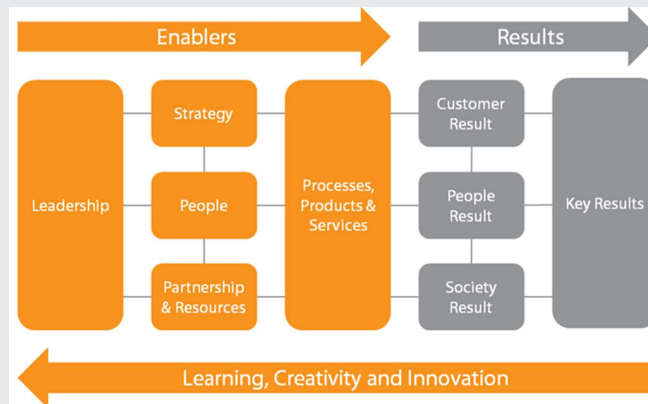 Enablers
Results
Leadership
Strategy
People
Partnership
& Resources
Processes,
Products &
Services
Customer
Result
People
Result
Society
Result
Key Results
Learning, Creativity and Innovation